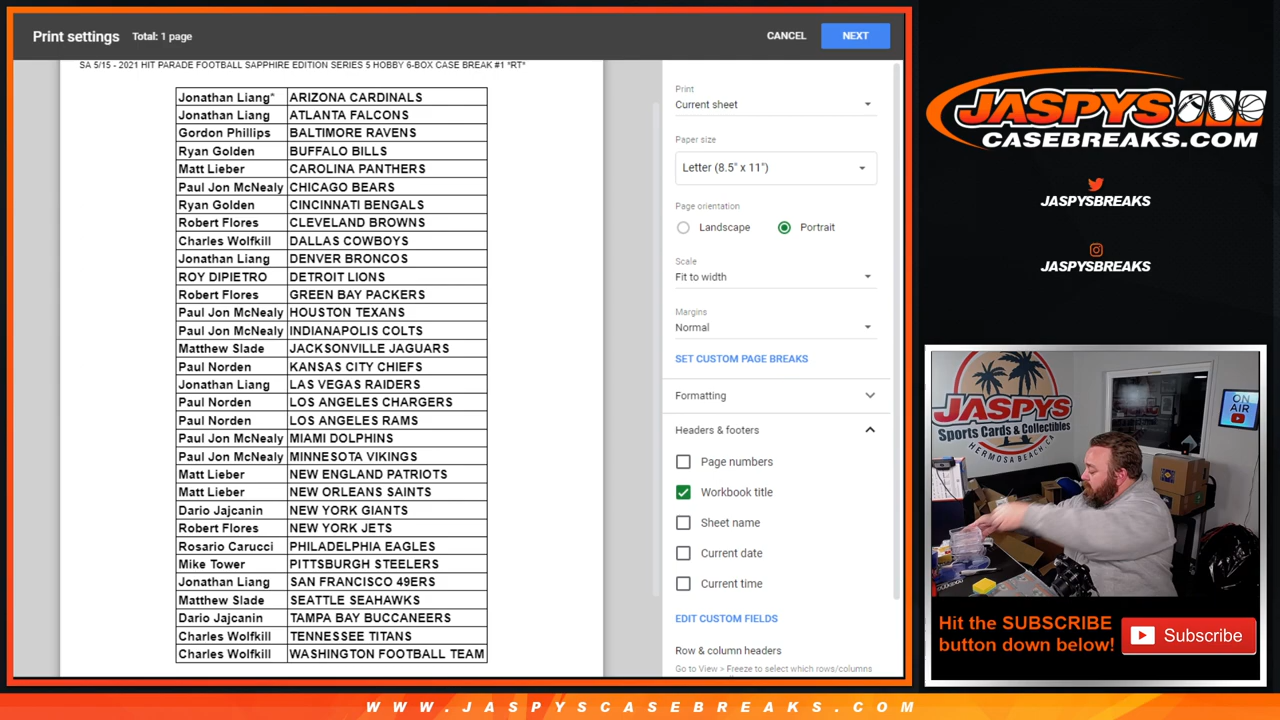 Print settings Total: 1 page CANCEL NEXT
SA 5/15 - 2021 HIT PARADE FOOTBALL SAPPHIRE EDITION SERIES 5 HOBBY 6-BOX CASE BREAK #1 *RT*
Jonathan Liang* ARIZONA CARDINALS
Jonathan Liang ATLANTA FALCONS
Gordon Phillips BALTIMORE RAVENS
Ryan Golden BUFFALO BILLS
Matt Lieber CAROLINA PANTHERS
Paul Jon McNealy CHICAGO BEARS
Ryan Golden CINCINNATI BENGALS
Robert Flores CLEVELAND BROWNS
Charles Wolfkill DALLAS COWBOYS
Jonathan Liang DENVER BRONCOS
ROY DIPIETRO DETROIT LIONS
Robert Flores GREEN BAY PACKERS
Paul Jon McNealy HOUSTON TEXANS
Paul Jon McNealy INDIANAPOLIS COLTS
Matthew Slade JACKSONVILLE JAGUARS
Paul Norden KANSAS CITY CHIEFS
Jonathan Liang LAS VEGAS RAIDERS
Paul Norden LOS ANGELES CHARGERS
Paul Norden LOS ANGELES RAMS
Paul Jon McNealy MIAMI DOLPHINS
Paul Jon McNealy MINNESOTA VIKINGS
Matt Lieber NEW ENGLAND PATRIOTS
Matt Lieber NEW ORLEANS SAINTS
Dario Jajcanin NEW YORK GIANTS
Robert Flores NEW YORK JETS
Rosario Carucci PHILADELPHIA EAGLES
Mike Tower PITTSBURGH STEELERS
Jonathan Liang SAN FRANCISCO 49ERS
Matthew Slade SEATTLE SEAHAWKS
Dario Jajcanin TAMPA BAY BUCCANEERS
Charles Wolfkill TENNESSEE TITANS
Charles Wolfkill WASHINGTON FOOTBALL TEAM
Print
Current sheet
Paper size
Letter (8.5" x 11")
Page orientation
Landscape Portrait
Scale
Fit to width
Margins
Normal
SET CUSTOM PAGE BREAKS
Formatting
Headers & footers
Page numbers
Workbook title
Sheet name
Current date
Current time
EDIT CUSTOM FIELDS
Row & column headers
Go to View > Freeze to select which rows/columns
JASPYS
CASEBREAKS.COM
JASPYSBREAKS
JASPYSBREAKS
JASPYS
Sports Cards & Collectibles
HERMOSA BEACH CA
ON
AIR
Hit the SUBSCRIBE
button down below!
Subscribe
WWW.JASPYSCASEBREAKS.COM